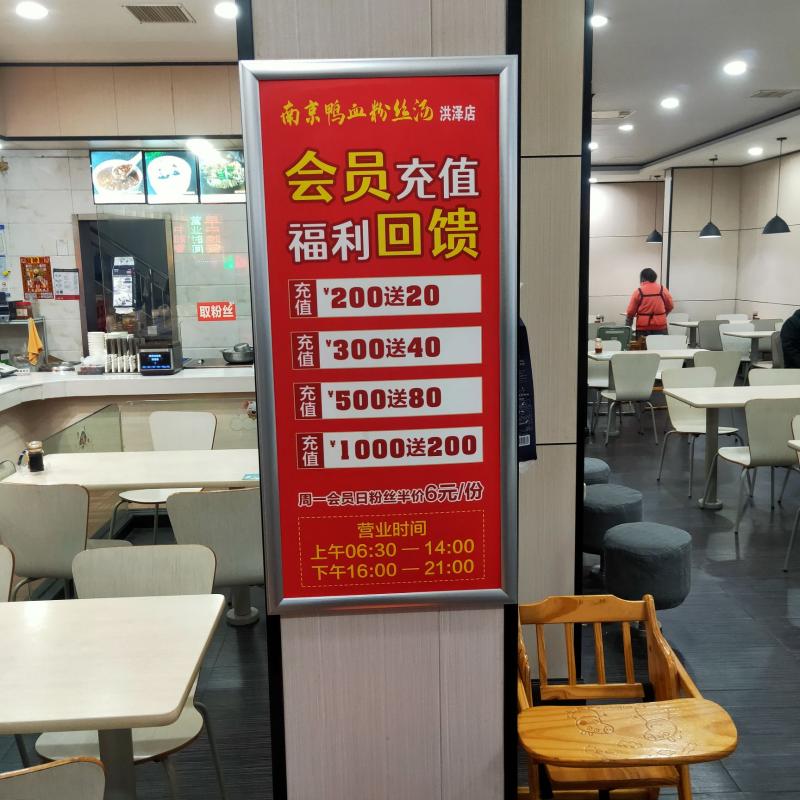 南京鸭血粉丝汤 洪泽店
会员充值
福利回馈
充值 ¥200送20
充值 ¥300送40
充值 ¥500送80
充值 ¥1000送200
周一会员日粉丝半价6元/份
营业时间
上午06:30 — 14:00
下午16:00 — 21:00
取粉丝
营业时间